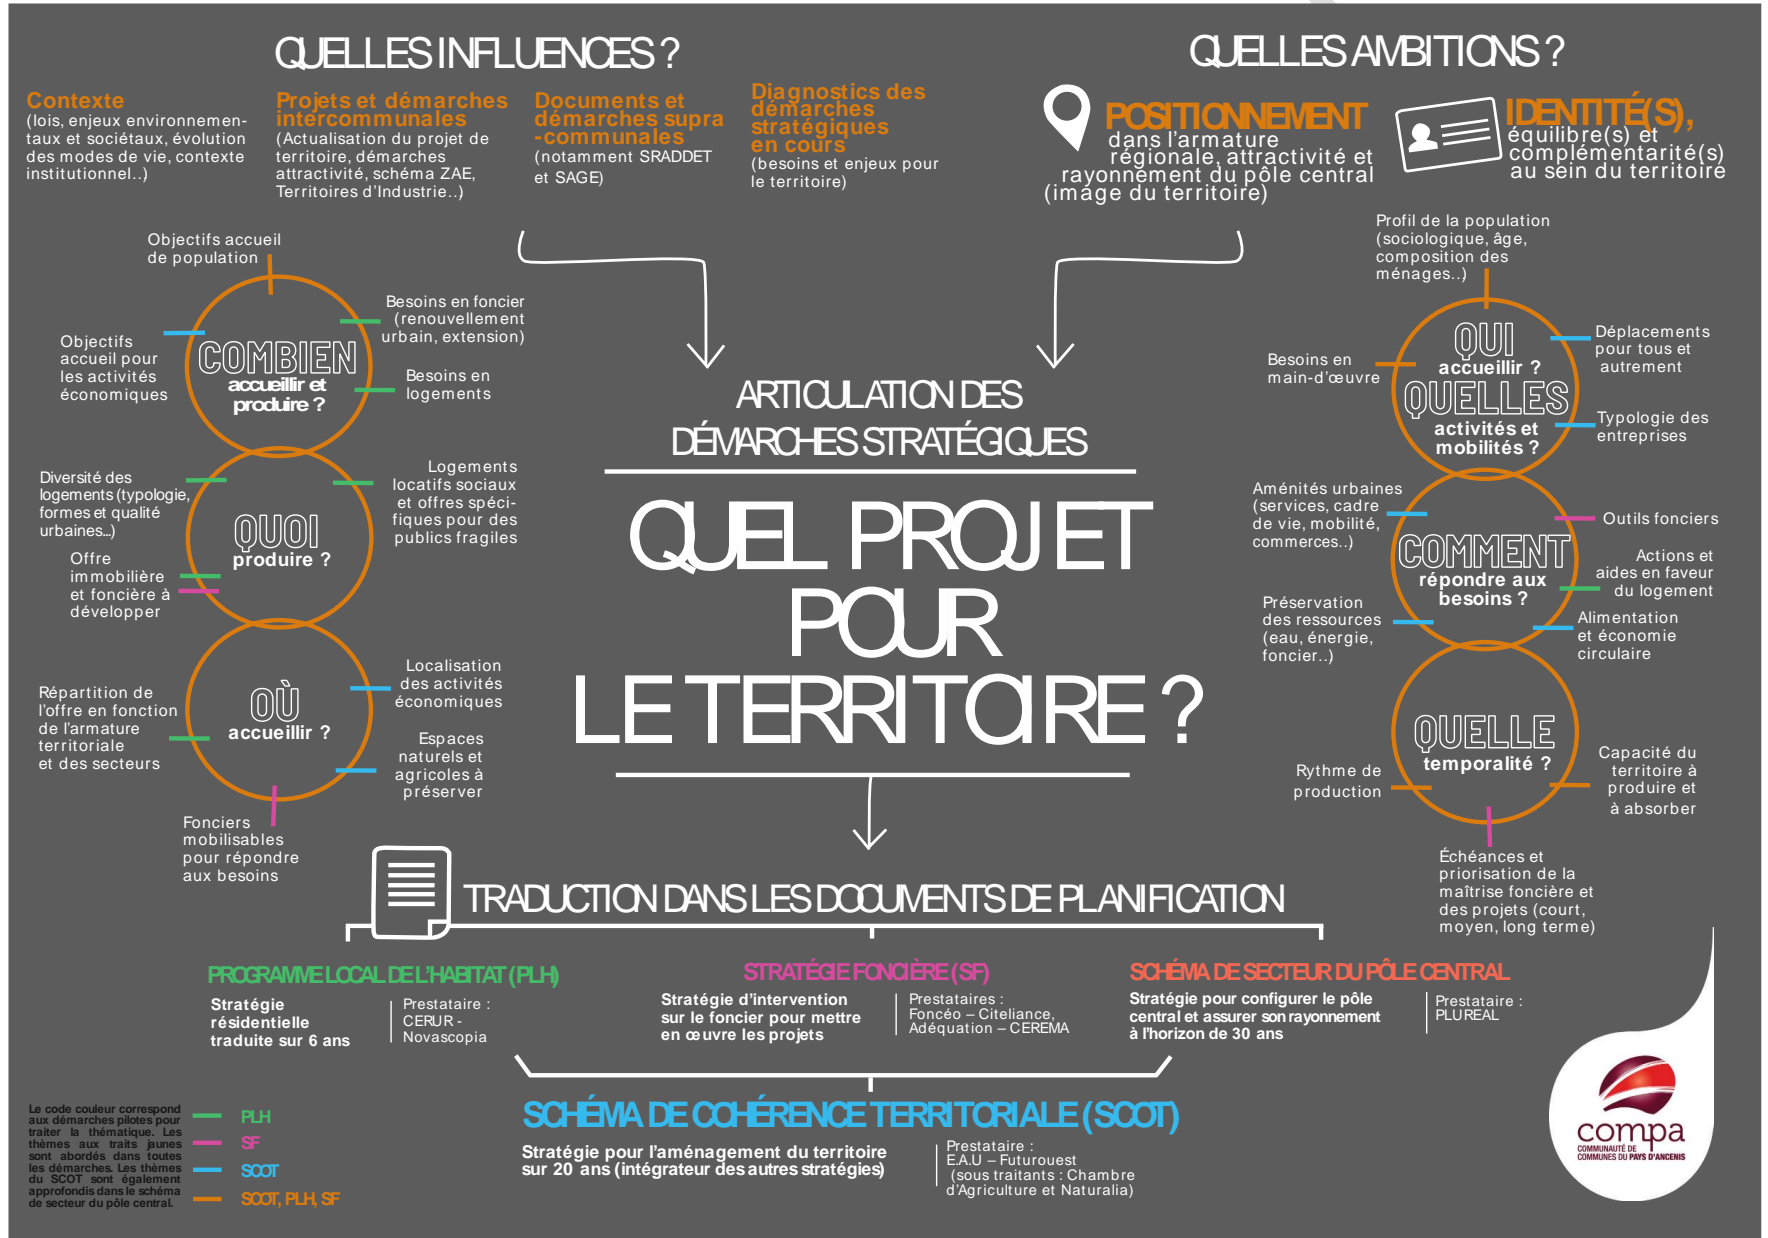 QUELLES INFLUENCES ?
Contexte
(lois, enjeux environnemen-
taux et sociétaux, évolution
des modes de vie, contexte
institutionnel..)
Projets et démarches
intercommunales
(Actualisation du projet de
territoire, démarches
attractivité, schéma ZAE,
Territoires d'Industrie..)
Documents et
démarches supra
-communales
(notamment SRADDET
et SAGE)
Diagnostics des
démarches
stratégiques
en cours
(besoins et enjeux pour
le territoire)
QUELLES AMBITIONS ?
POSITIONNEMENT
dans l'armature
régionale, attractivité et
rayonnement du pôle central
(image du territoire)
IDENTITÉ(S),
équilibre(s) et
complémentarité(s)
au sein du territoire
Objectifs accueil
de population
Objectifs
accueil pour
les activités
économiques
COMBIEN
accueillir et
produire ?
Besoins en foncier
(renouvellement
urbain, extension)
Besoins en
logements
Diversité des
logements (typologie,
formes et qualité
urbaines...)
Offre
immobilière
et foncière à
développer
QUOI
produire ?
Logements
locatifs sociaux
et offres spéci-
fiques pour des
publics fragiles
Répartition de
l'offre en fonction
de l'armature
territoriale
et des secteurs
OÙ
accueillir ?
Localisation
des activités
économiques
Espaces
naturels et
agricoles à
préserver
Fonciers
mobilisables
pour répondre
aux besoins
ARTICULATION DES
DÉMARCHES STRATÉGIQUES
QUEL PROJET
POUR
LE TERRITOIRE ?
Profil de la population
(sociologique, âge,
composition des
ménages..)
Besoins en
main-d'œuvre
QUI
accueillir ?
QUELLES
activités et
mobilités ?
Déplacements
pour tous et
autrement
Typologie des
entreprises
Aménités urbaines
(services, cadre
de vie, mobilité,
commerces..)
Préservation
des ressources
(eau, énergie,
foncier..)
COMMENT
répondre aux
besoins ?
Outils fonciers
Actions et
aides en faveur
du logement
Alimentation
et économie
circulaire
QUELLE
temporalité ?
Rythme de
production
Capacité du
territoire à
produire et
à absorber
Échéances et
priorisation de la
maîtrise foncière et
des projets (court,
moyen, long terme)
TRADUCTION DANS LES DOCUMENTS DE PLANIFICATION
PROGRAMME LOCAL DE L'HABITAT (PLH)
Stratégie
résidentielle
traduite sur 6 ans
Prestataire :
CERUR -
Novascopia
STRATÉGIE FONCIÈRE (SF)
Stratégie d'intervention
sur le foncier pour mettre
en œuvre les projets
Prestataires :
Foncéo – Citeliance,
Adéquation – CEREMA
SCHÉMA DE SECTEUR DU PÔLE CENTRAL
Stratégie pour configurer le pôle
central et assurer son rayonnement
à l'horizon de 30 ans
Prestataire :
PLUREAL
SCHÉMA DE COHÉRENCE TERRITORIALE (SCOT)
Stratégie pour l'aménagement du territoire
sur 20 ans (intégrateur des autres stratégies)
Prestataire :
E.A.U – Futurouest
(sous traitants : Chambre
d'Agriculture et Naturalia)
Le code couleur correspond
aux démarches pilotes pour
traiter la thématique. Les
thèmes aux traits jaunes
sont abordés dans toutes
les démarches. Les thèmes
du SCOT sont également
approfondis dans le schéma
de secteur du pôle central.
PLH
SF
SCOT
SCOT, PLH, SF
compa
COMMUNAUTÉ DE
COMMUNES DU PAYS D'ANCENIS